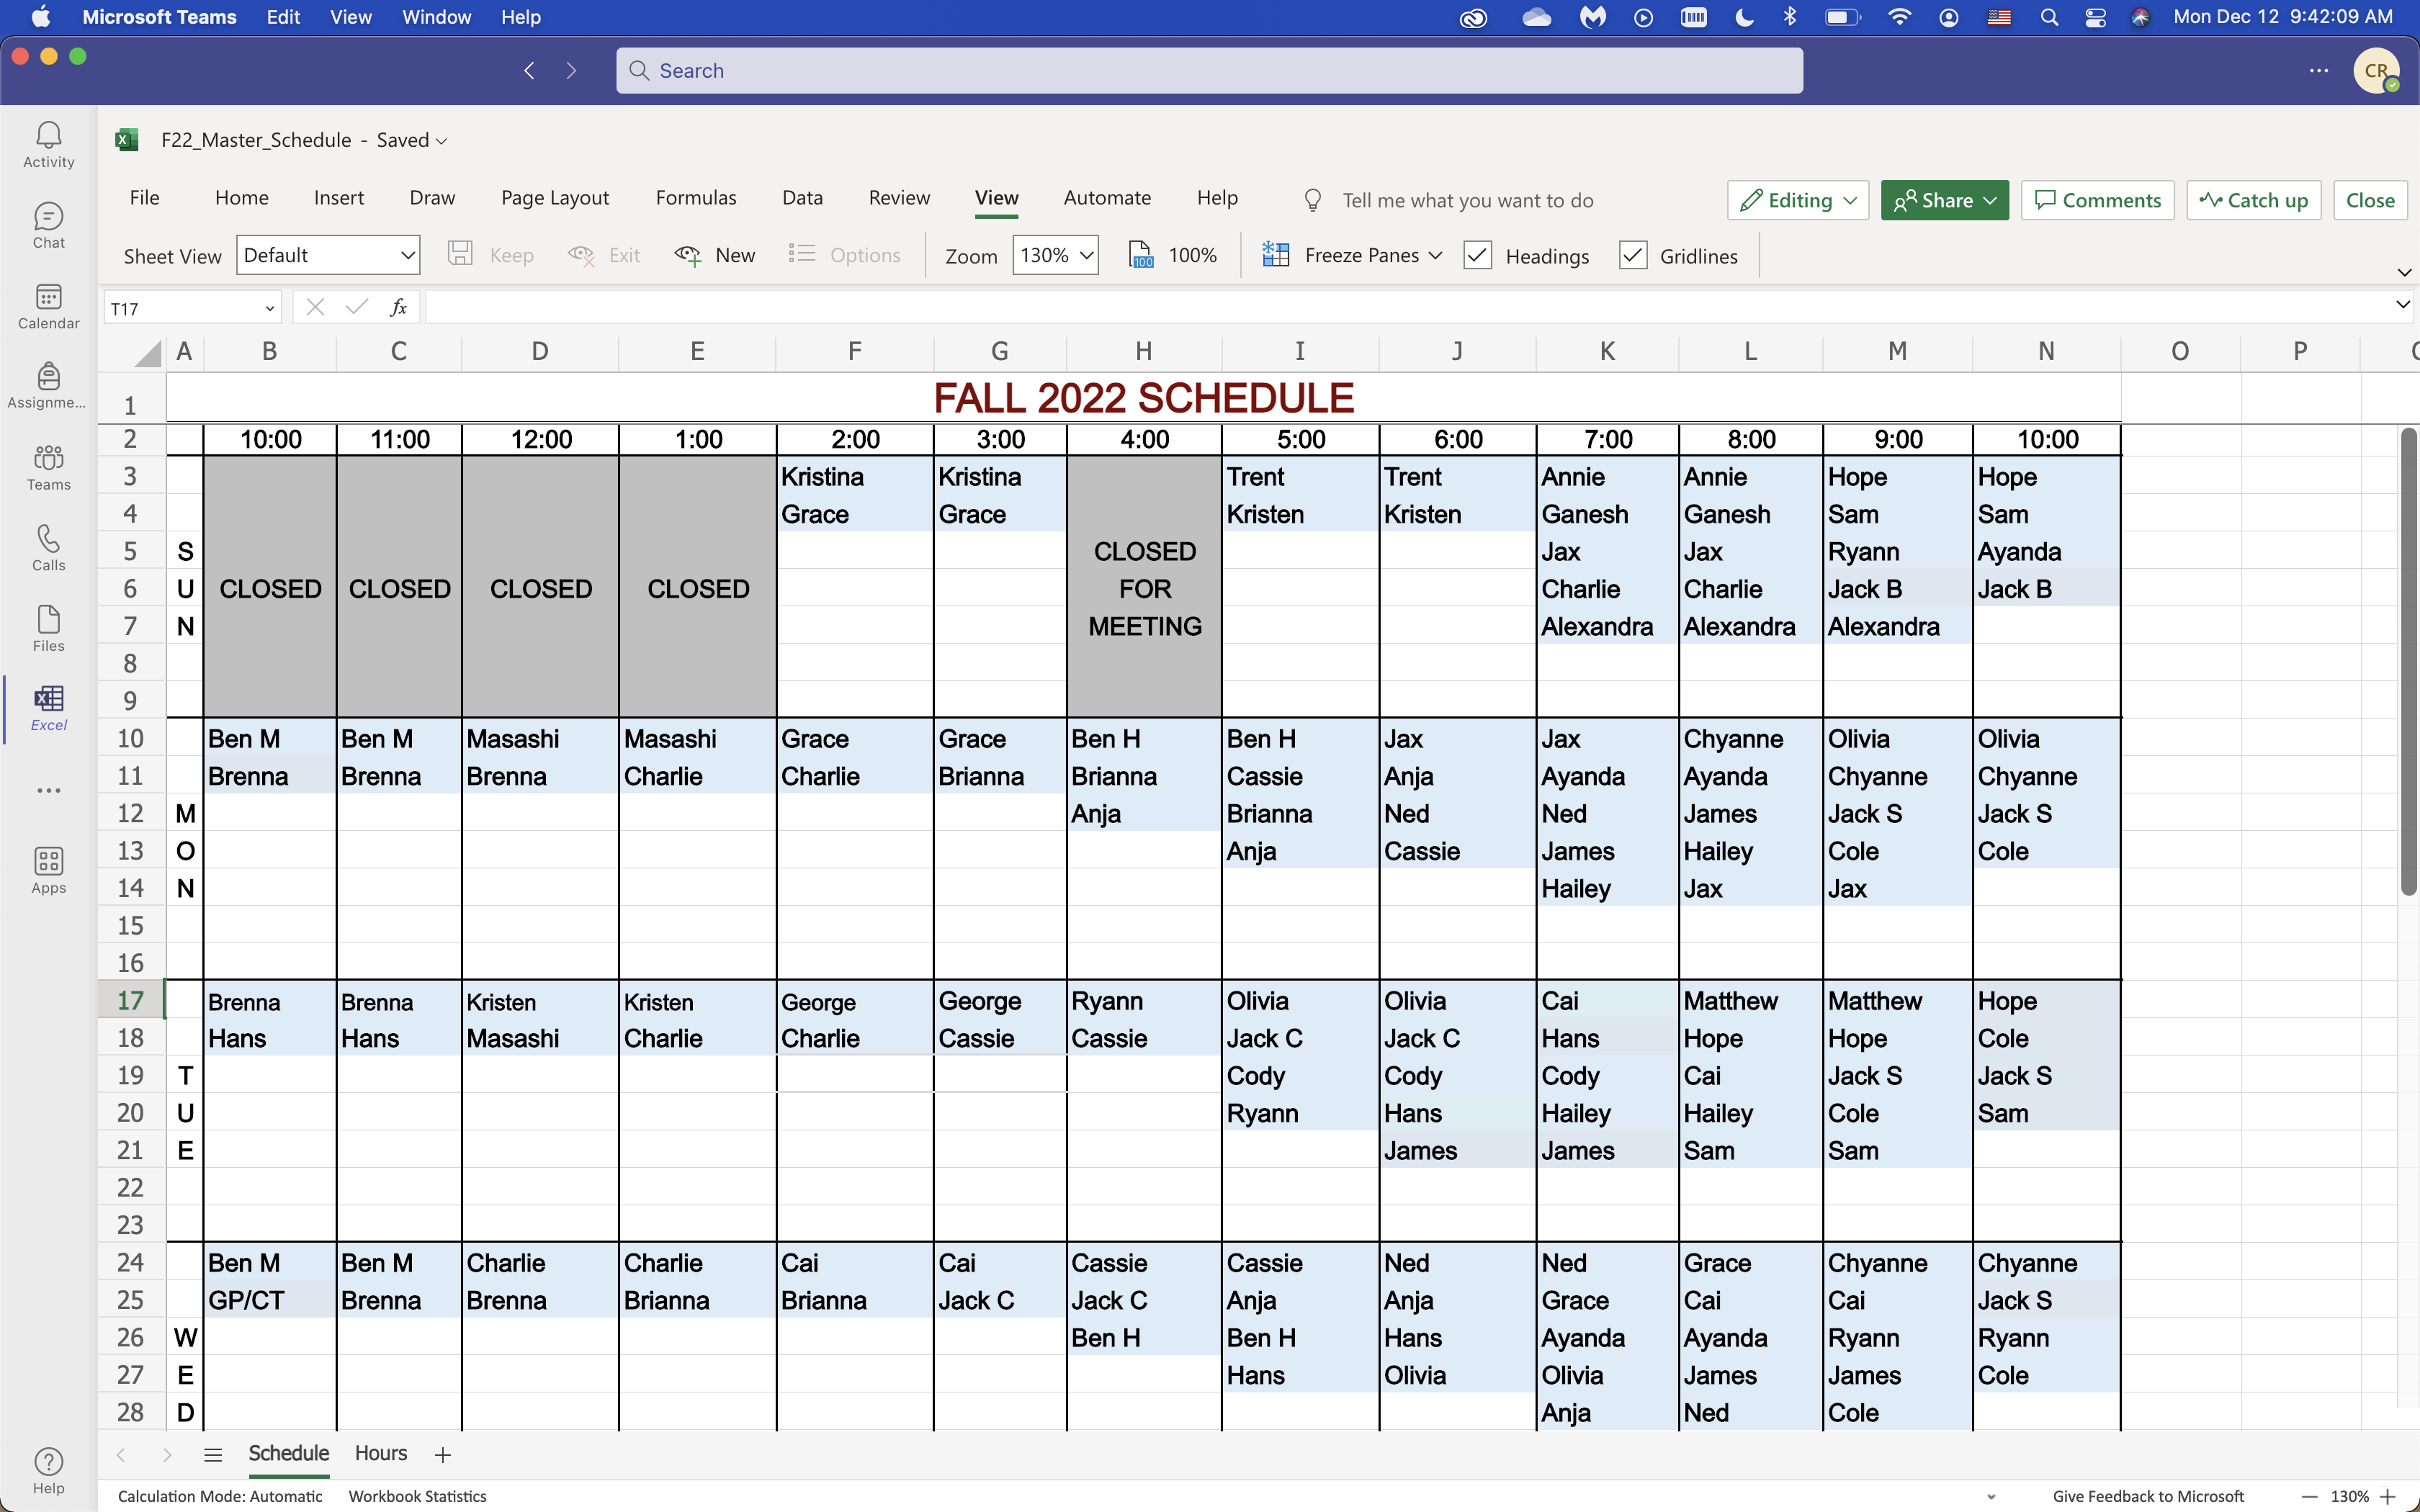 Microsoft Teams Edit View Window Help Mon Dec 12 9:42:09 AM
Search CR
Activity
Chat
Calendar
Assignme...
Teams
Calls
Files
Excel
Apps
Help
F22_Master_Schedule - Saved
File Home Insert Draw Page Layout Formulas Data Review View Automate Help Tell me what you want to do Editing Share Comments Catch up Close
Sheet View Default Keep Exit New Options Zoom 130% 100 100% Freeze Panes Headings Gridlines
T17 fx
A B C D E F G H I J K L M N O P
1 FALL 2022 SCHEDULE
2 10:00 11:00 12:00 1:00 2:00 3:00 4:00 5:00 6:00 7:00 8:00 9:00 10:00
3 Kristina Kristina Trent Trent Annie Annie Hope Hope
4 Grace Grace Kristen Kristen Ganesh Ganesh Sam Sam
5 S CLOSED Jax Jax Ryann Ayanda
6 U CLOSED CLOSED CLOSED CLOSED FOR Charlie Charlie Jack B Jack B
7 N MEETING Alexandra Alexandra Alexandra
8
9
10 Ben M Ben M Masashi Masashi Grace Grace Ben H Ben H Jax Jax Chyanne Olivia Olivia
11 Brenna Brenna Brenna Charlie Charlie Brianna Brianna Cassie Anja Ayanda Ayanda Chyanne Chyanne
12 M Anja Brianna Ned Ned James Jack S Jack S
13 O Anja Cassie James Hailey Cole Cole
14 N Hailey Jax Jax
15
16
17 Brenna Brenna Kristen Kristen George George Ryann Olivia Olivia Cai Matthew Matthew Hope
18 Hans Hans Masashi Charlie Charlie Cassie Cassie Jack C Jack C Hans Hope Hope Cole
19 T Cody Cody Cody Cai Jack S Jack S
20 U Ryann Hans Hailey Hailey Cole Sam
21 E James James Sam Sam
22
23
24 Ben M Ben M Charlie Charlie Cai Cai Cassie Cassie Ned Ned Grace Chyanne Chyanne
25 GP/CT Brenna Brenna Brianna Brianna Jack C Jack C Anja Anja Grace Cai Cai Jack S
26 W Ben H Ben H Hans Ayanda Ayanda Ryann Ryann
27 E Hans Olivia Olivia James James Cole
28 D Anja Ned Cole
Schedule Hours
Calculation Mode: Automatic Workbook Statistics Give Feedback to Microsoft 130%